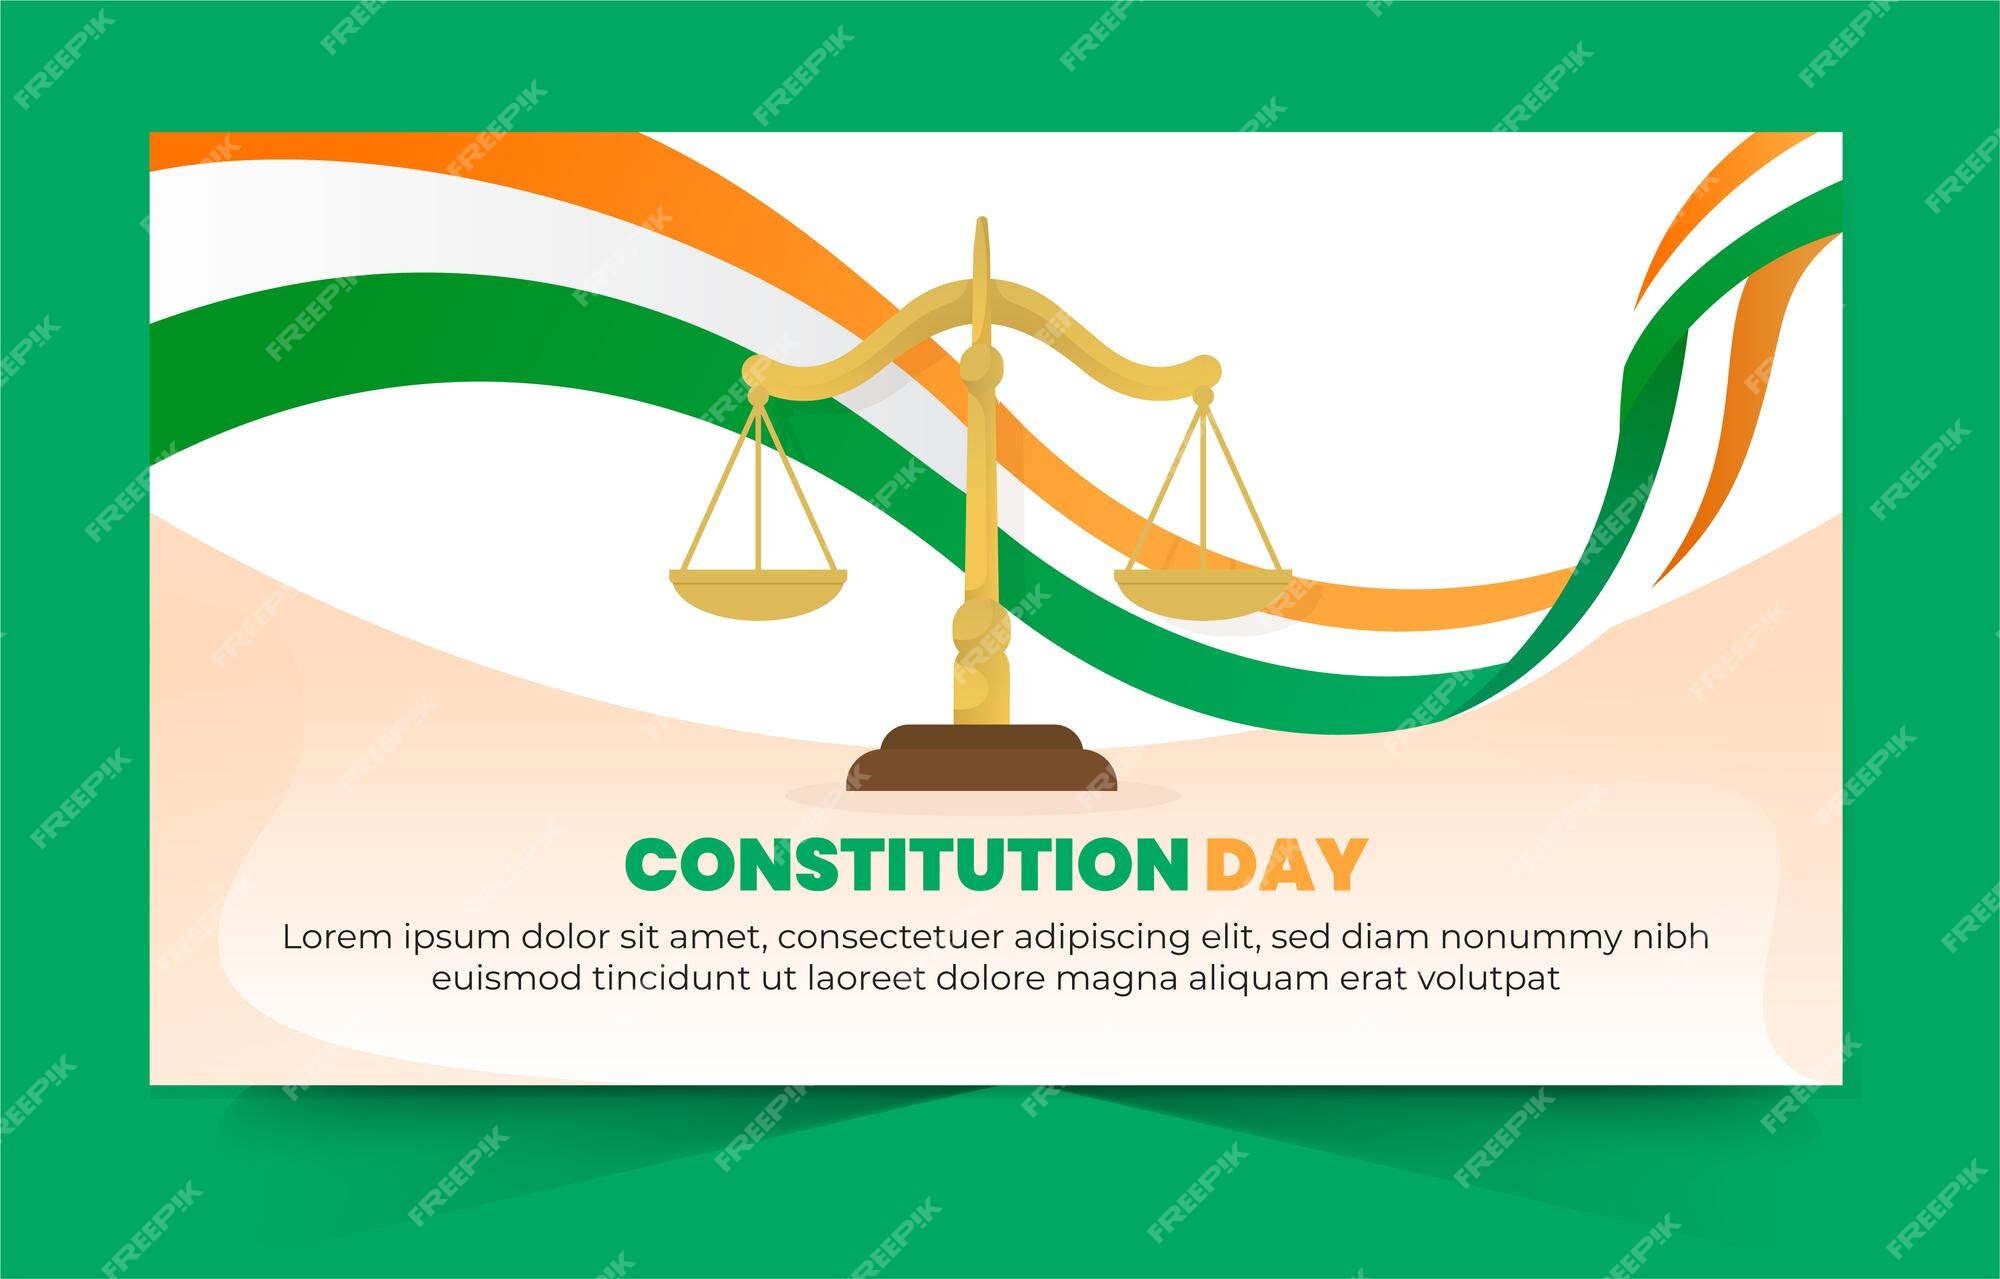 CONSTITUTION DAY
Lorem ipsum dolor sit amet, consectetuer adipiscing elit, sed diam nonummy nibh
euismod tincidunt ut laoreet dolore magna aliquam erat volutpat
FREEPIK